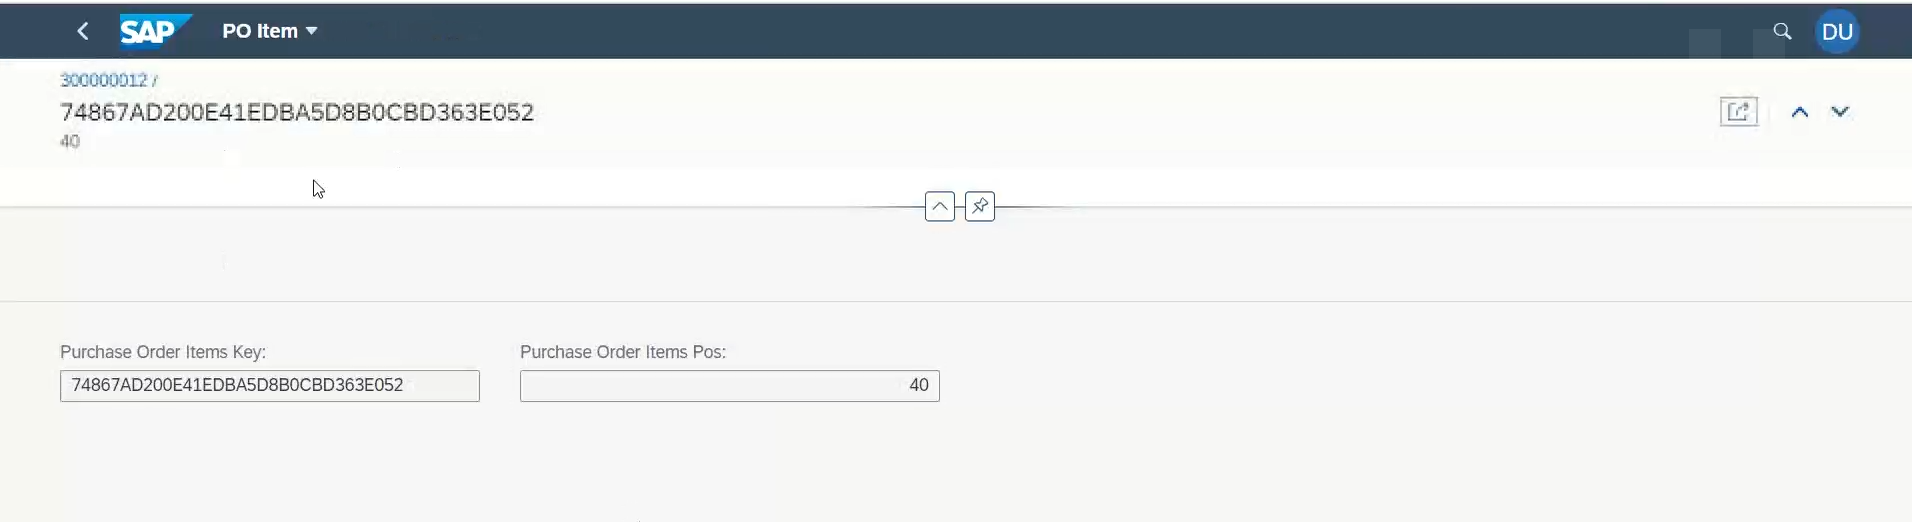 SAP PO Item
DU
300000012 /
74867AD200E41EDBA5D8B0CBD363E052
40
Purchase Order Items Key:
Purchase Order Items Pos:
74867AD200E41EDBA5D8B0CBD363E052
40